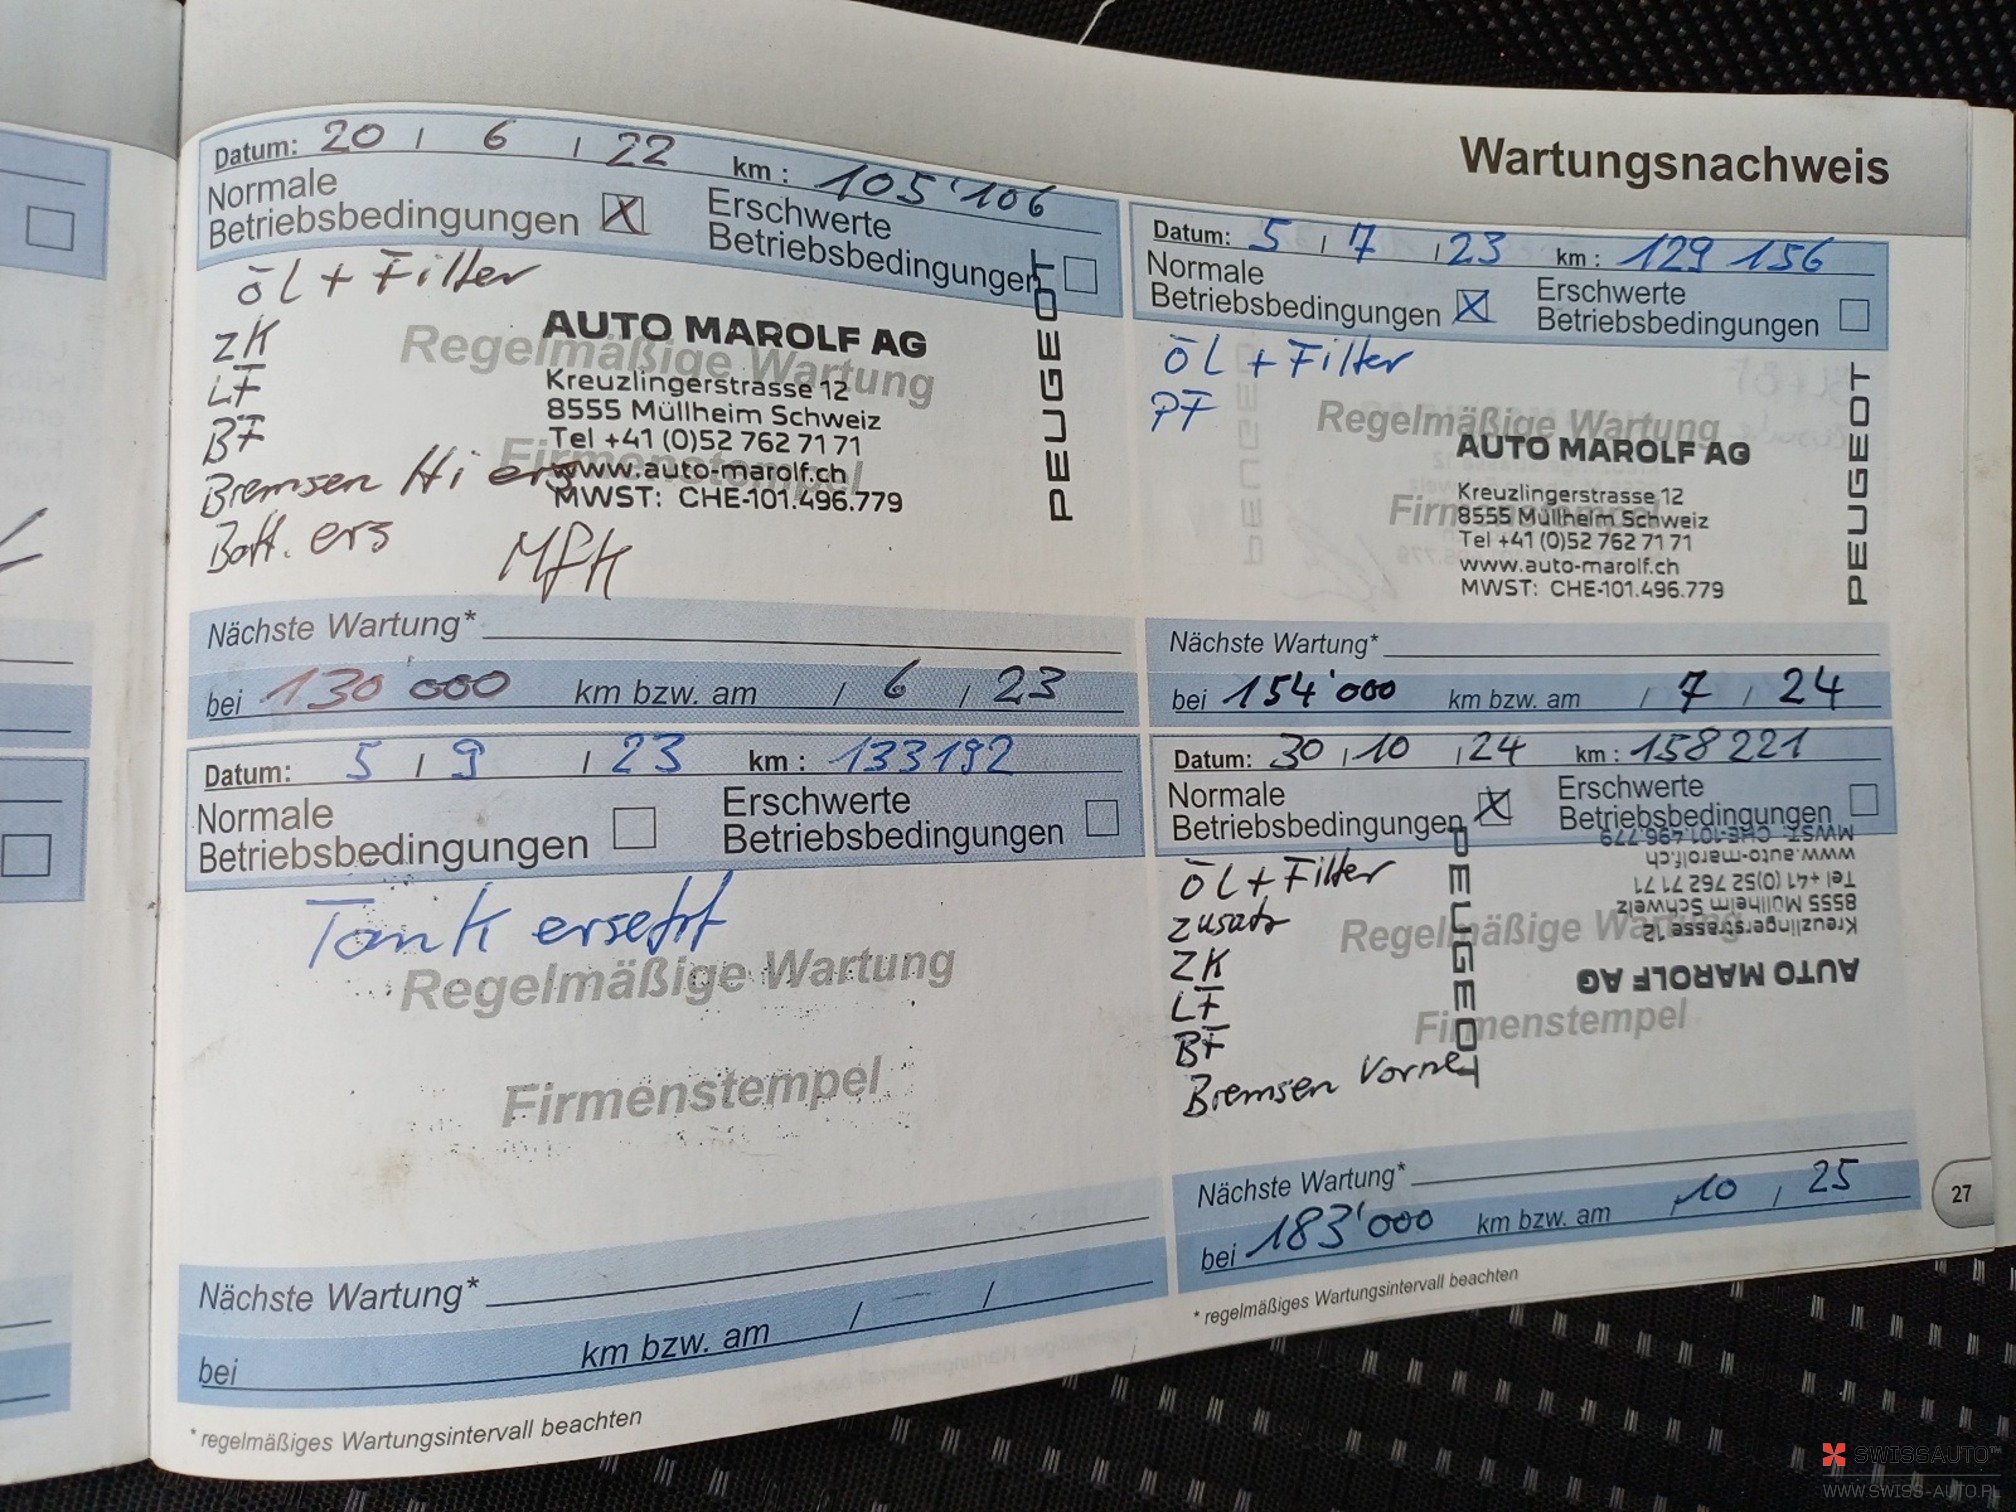 Wartungsnachweis
Datum: 20 / 6 / 22 km : 105'106
Normale
Betriebsbedingungen X
Erschwerte
Betriebsbedingungen
öl + Filter
ZK
LF
BF
Bremsen Hi ers
Batt. ers
MFK
Regelmäßige Wartung
Firmenstempel
AUTO MAROLF AG
Kreuzlingerstrasse 12
8555 Müllheim Schweiz
Tel +41 (0)52 762 71 71
www.auto-marolf.ch
MWST: CHE-101.496.779
PEUGEOT
Nächste Wartung*
bei 130 000 km bzw. am / 6 / 23
Datum: 5 / 7 / 23 km : 129 156
Normale
Betriebsbedingungen X
Erschwerte
Betriebsbedingungen
öl + Filter
PF
Regelmäßige Wartung
Firmenstempel
AUTO MAROLF AG
Kreuzlingerstrasse 12
8555 Müllheim Schweiz
Tel +41 (0)52 762 71 71
www.auto-marolf.ch
MWST: CHE-101.496.779
PEUGEOT
Nächste Wartung*
bei 154'000 km bzw. am / 7 / 24
Datum: 5 / 9 / 23 km : 133192
Normale
Betriebsbedingungen
Erschwerte
Betriebsbedingungen
Tank ersetzt
Regelmäßige Wartung
Firmenstempel
Nächste Wartung*
bei km bzw. am / /
* regelmäßiges Wartungsintervall beachten
Datum: 30 / 10 / 24 km : 158 221
Normale
Betriebsbedingungen X
Erschwerte
Betriebsbedingungen
öl + Filter
Zusatz
ZK
LF
BF
Bremsen Vorne
Regelmäßige Wartung
Firmenstempel
AUTO MAROLF AG
Kreuzlingerstrasse 12
8555 Müllheim Schweiz
Tel +41 (0)52 762 71 71
www.auto-marolf.ch
MWST: CHE-101.496.779
PEUGEOT
Nächste Wartung*
bei 183'000 km bzw. am / 10 / 25
* regelmäßiges Wartungsintervall beachten
27
SWISSAUTO™
WWW.SWISS-AUTO.PL